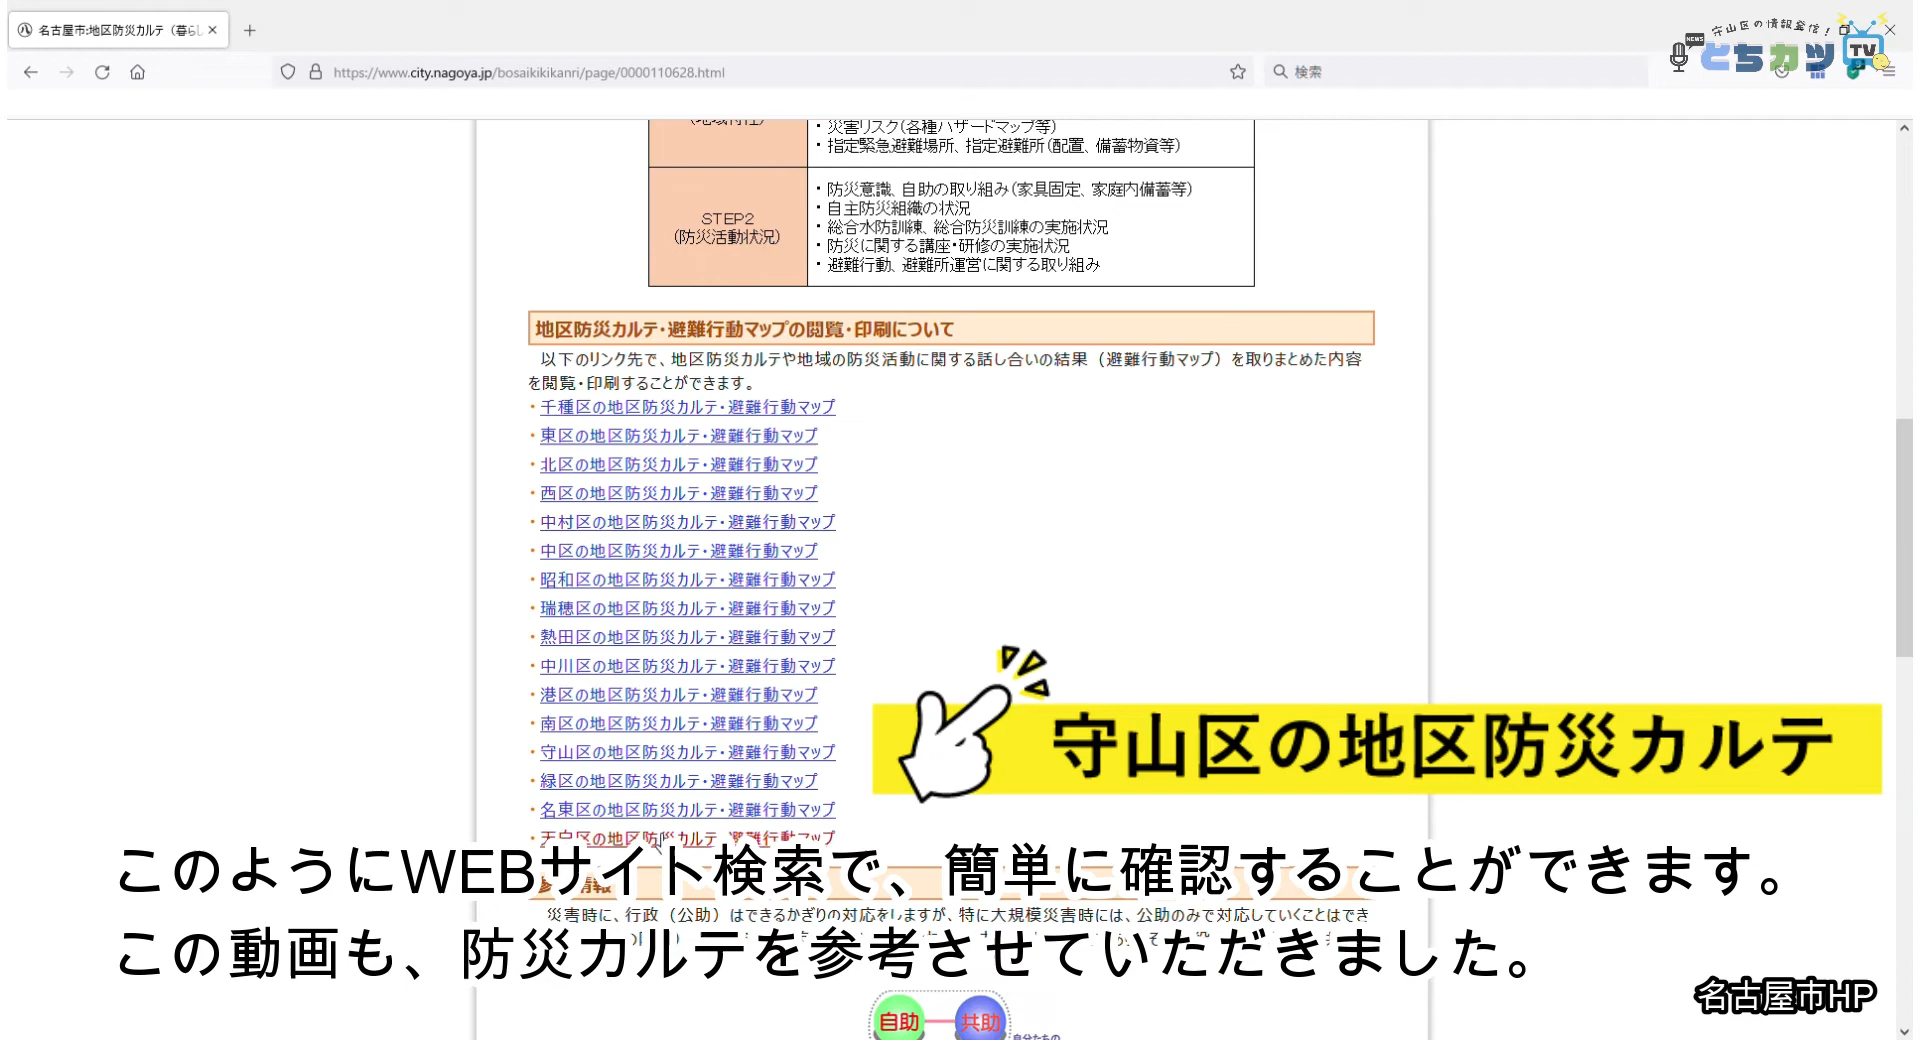 名古屋市:地区防災カルテ（暮らし
守山区の情報発信！
NEWS
とちカツTV
https://www.city.nagoya.jp/bosaikikikanri/page/0000110628.html
検索
(地域特性)
・災害リスク(各種ハザードマップ等)
・指定緊急避難場所、指定避難所(配置、備蓄物資等)
STEP2
(防災活動状況)
・防災意識、自助の取り組み(家具固定、家庭内備蓄等)
・自主防災組織の状況
・総合水防訓練、総合防災訓練の実施状況
・防災に関する講座・研修の実施状況
・避難行動、避難所運営に関する取り組み
地区防災カルテ・避難行動マップの閲覧・印刷について
以下のリンク先で、地区防災カルテや地域の防災活動に関する話し合いの結果（避難行動マップ）を取りまとめた内容
を閲覧・印刷することができます。
・千種区の地区防災カルテ・避難行動マップ
・東区の地区防災カルテ・避難行動マップ
・北区の地区防災カルテ・避難行動マップ
・西区の地区防災カルテ・避難行動マップ
・中村区の地区防災カルテ・避難行動マップ
・中区の地区防災カルテ・避難行動マップ
・昭和区の地区防災カルテ・避難行動マップ
・瑞穂区の地区防災カルテ・避難行動マップ
・熱田区の地区防災カルテ・避難行動マップ
・中川区の地区防災カルテ・避難行動マップ
・港区の地区防災カルテ・避難行動マップ
・南区の地区防災カルテ・避難行動マップ
・守山区の地区防災カルテ・避難行動マップ
・緑区の地区防災カルテ・避難行動マップ
・名東区の地区防災カルテ・避難行動マップ
・天白区の地区防災カルテ・避難行動マップ
守山区の地区防災カルテ
このようにWEBサイト検索で、簡単に確認することができます。
災害時に、行政（公助）はできるかぎりの対応をしますが、特に大規模災害時には、公助のみで対応していくことはでき
この動画も、防災カルテを参考させていただきました。
名古屋市HP
自助
共助
自分たちの